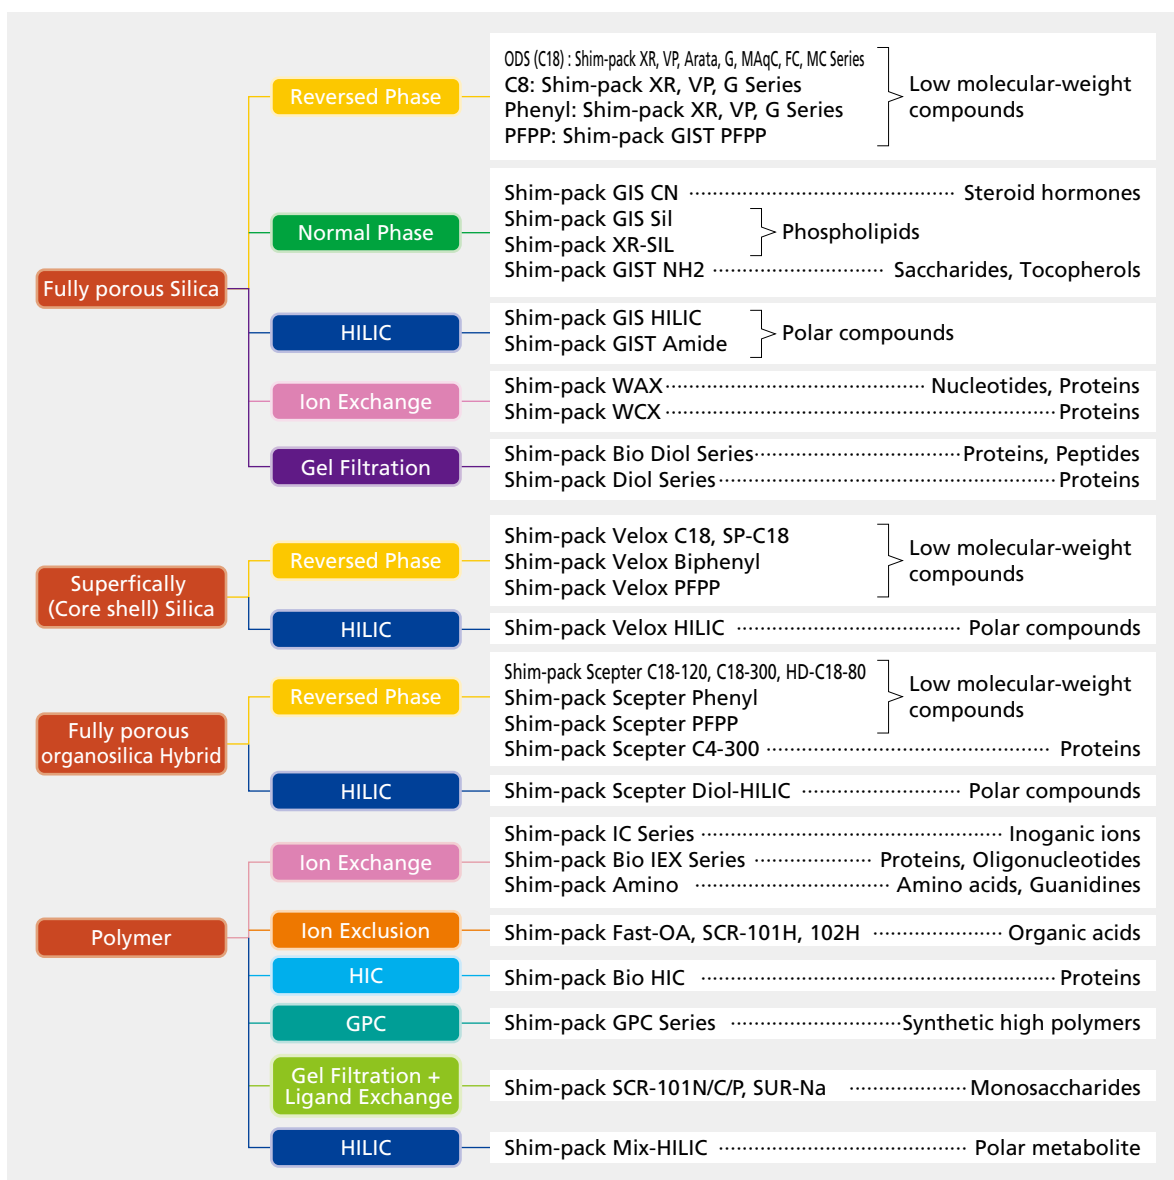 Fully porous Silica
Reversed Phase
ODS (C18) : Shim-pack XR, VP, Arata, G, MAqC, FC, MC Series
C8: Shim-pack XR, VP, G Series
Phenyl: Shim-pack XR, VP, G Series
PFPP: Shim-pack GIST PFPP
Low molecular-weight
compounds
Normal Phase
Shim-pack GIS CN Steroid hormones
Shim-pack GIS Sil
Shim-pack XR-SIL
Phospholipids
Shim-pack GIST NH2 Saccharides, Tocopherols
HILIC
Shim-pack GIS HILIC
Shim-pack GIST Amide
Polar compounds
Ion Exchange
Shim-pack WAX Nucleotides, Proteins
Shim-pack WCX Proteins
Gel Filtration
Shim-pack Bio Diol Series Proteins, Peptides
Shim-pack Diol Series Proteins
Superfically
(Core shell) Silica
Reversed Phase
Shim-pack Velox C18, SP-C18
Shim-pack Velox Biphenyl
Shim-pack Velox PFPP
Low molecular-weight
compounds
HILIC
Shim-pack Velox HILIC Polar compounds
Fully porous
organosilica Hybrid
Reversed Phase
Shim-pack Scepter C18-120, C18-300, HD-C18-80
Shim-pack Scepter Phenyl
Shim-pack Scepter PFPP
Low molecular-weight
compounds
Shim-pack Scepter C4-300 Proteins
HILIC
Shim-pack Scepter Diol-HILIC Polar compounds
Polymer
Ion Exchange
Shim-pack IC Series Inoganic ions
Shim-pack Bio IEX Series Proteins, Oligonucleotides
Shim-pack Amino Amino acids, Guanidines
Ion Exclusion
Shim-pack Fast-OA, SCR-101H, 102H Organic acids
HIC
Shim-pack Bio HIC Proteins
GPC
Shim-pack GPC Series Synthetic high polymers
Gel Filtration +
Ligand Exchange
Shim-pack SCR-101N/C/P, SUR-Na Monosaccharides
HILIC
Shim-pack Mix-HILIC Polar metabolite